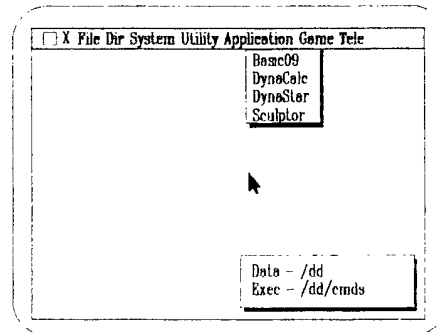 X File Dir System Utility Application Game Tele
Basic09
DynaCalc
DynaStar
Sculptor
Data - /dd
Exec - /dd/cmds